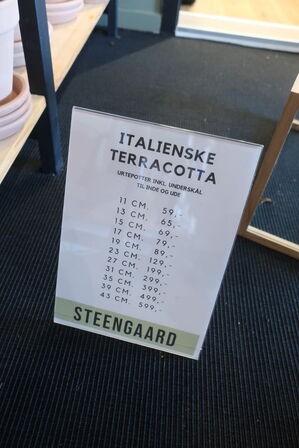 ITALIENSKE
TERRACOTTA
URTEPOTTER INKL. UNDERSKÅL
TIL INDE OG UDE
11 CM. 59,-
13 CM. 65,-
15 CM. 69,-
17 CM. 79,-
19 CM. 89,-
23 CM. 129,-
27 CM. 199,-
31 CM. 299,-
35 CM. 399,-
39 CM. 499,-
43 CM. 599,-
STEENGAARD